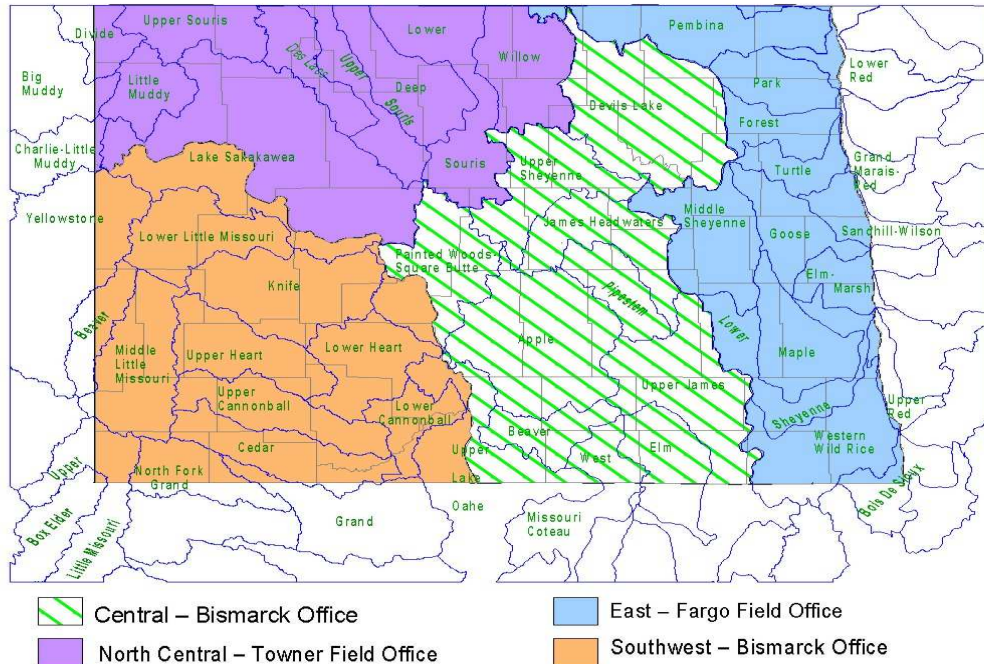 Pembina
Upper Souris
Lower
Divide
Willow
Lower
Red
Des Lacs
Upper
Souris
Big
Muddy
Little
Muddy
Deep
Park
Devils Lake
Forest
Charlie-Little
Muddy
Lake Sakakawea
Souris
Upper
Sheyenne
Turtle
Grand
Marais-
Red
Yellowstone
Lower Little Missouri
James Headwaters
Middle
Sheyenne
Goose
Sandhill-Wilson
Painted Woods-
Square Butte
Knife
Pipestem
Elm-
Marsh
Beaver
Lower
Middle
Little
Missouri
Upper Heart
Lower Heart
Apple
Maple
Upper
Cannonball
Lower
Cannonball
Upper James
Sheyenne
Upper
Red
Beaver
Western
Wild Rice
Cedar
Upper
Lake
Oahe
West
Elm
Upper
North Fork
Grand
Bois De Sioux
Box Elder
Little Missouri
Grand
Missouri
Coteau
Central – Bismarck Office
East – Fargo Field Office
North Central – Towner Field Office
Southwest – Bismarck Office